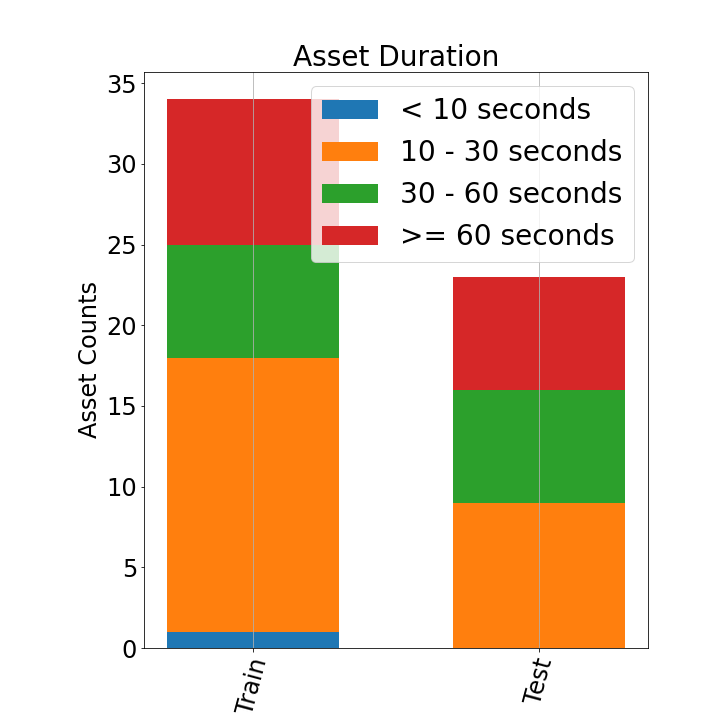 Asset Duration
35
30
25
20
15
10
5
0
Asset Counts
< 10 seconds
10 - 30 seconds
30 - 60 seconds
>= 60 seconds
Train
Test